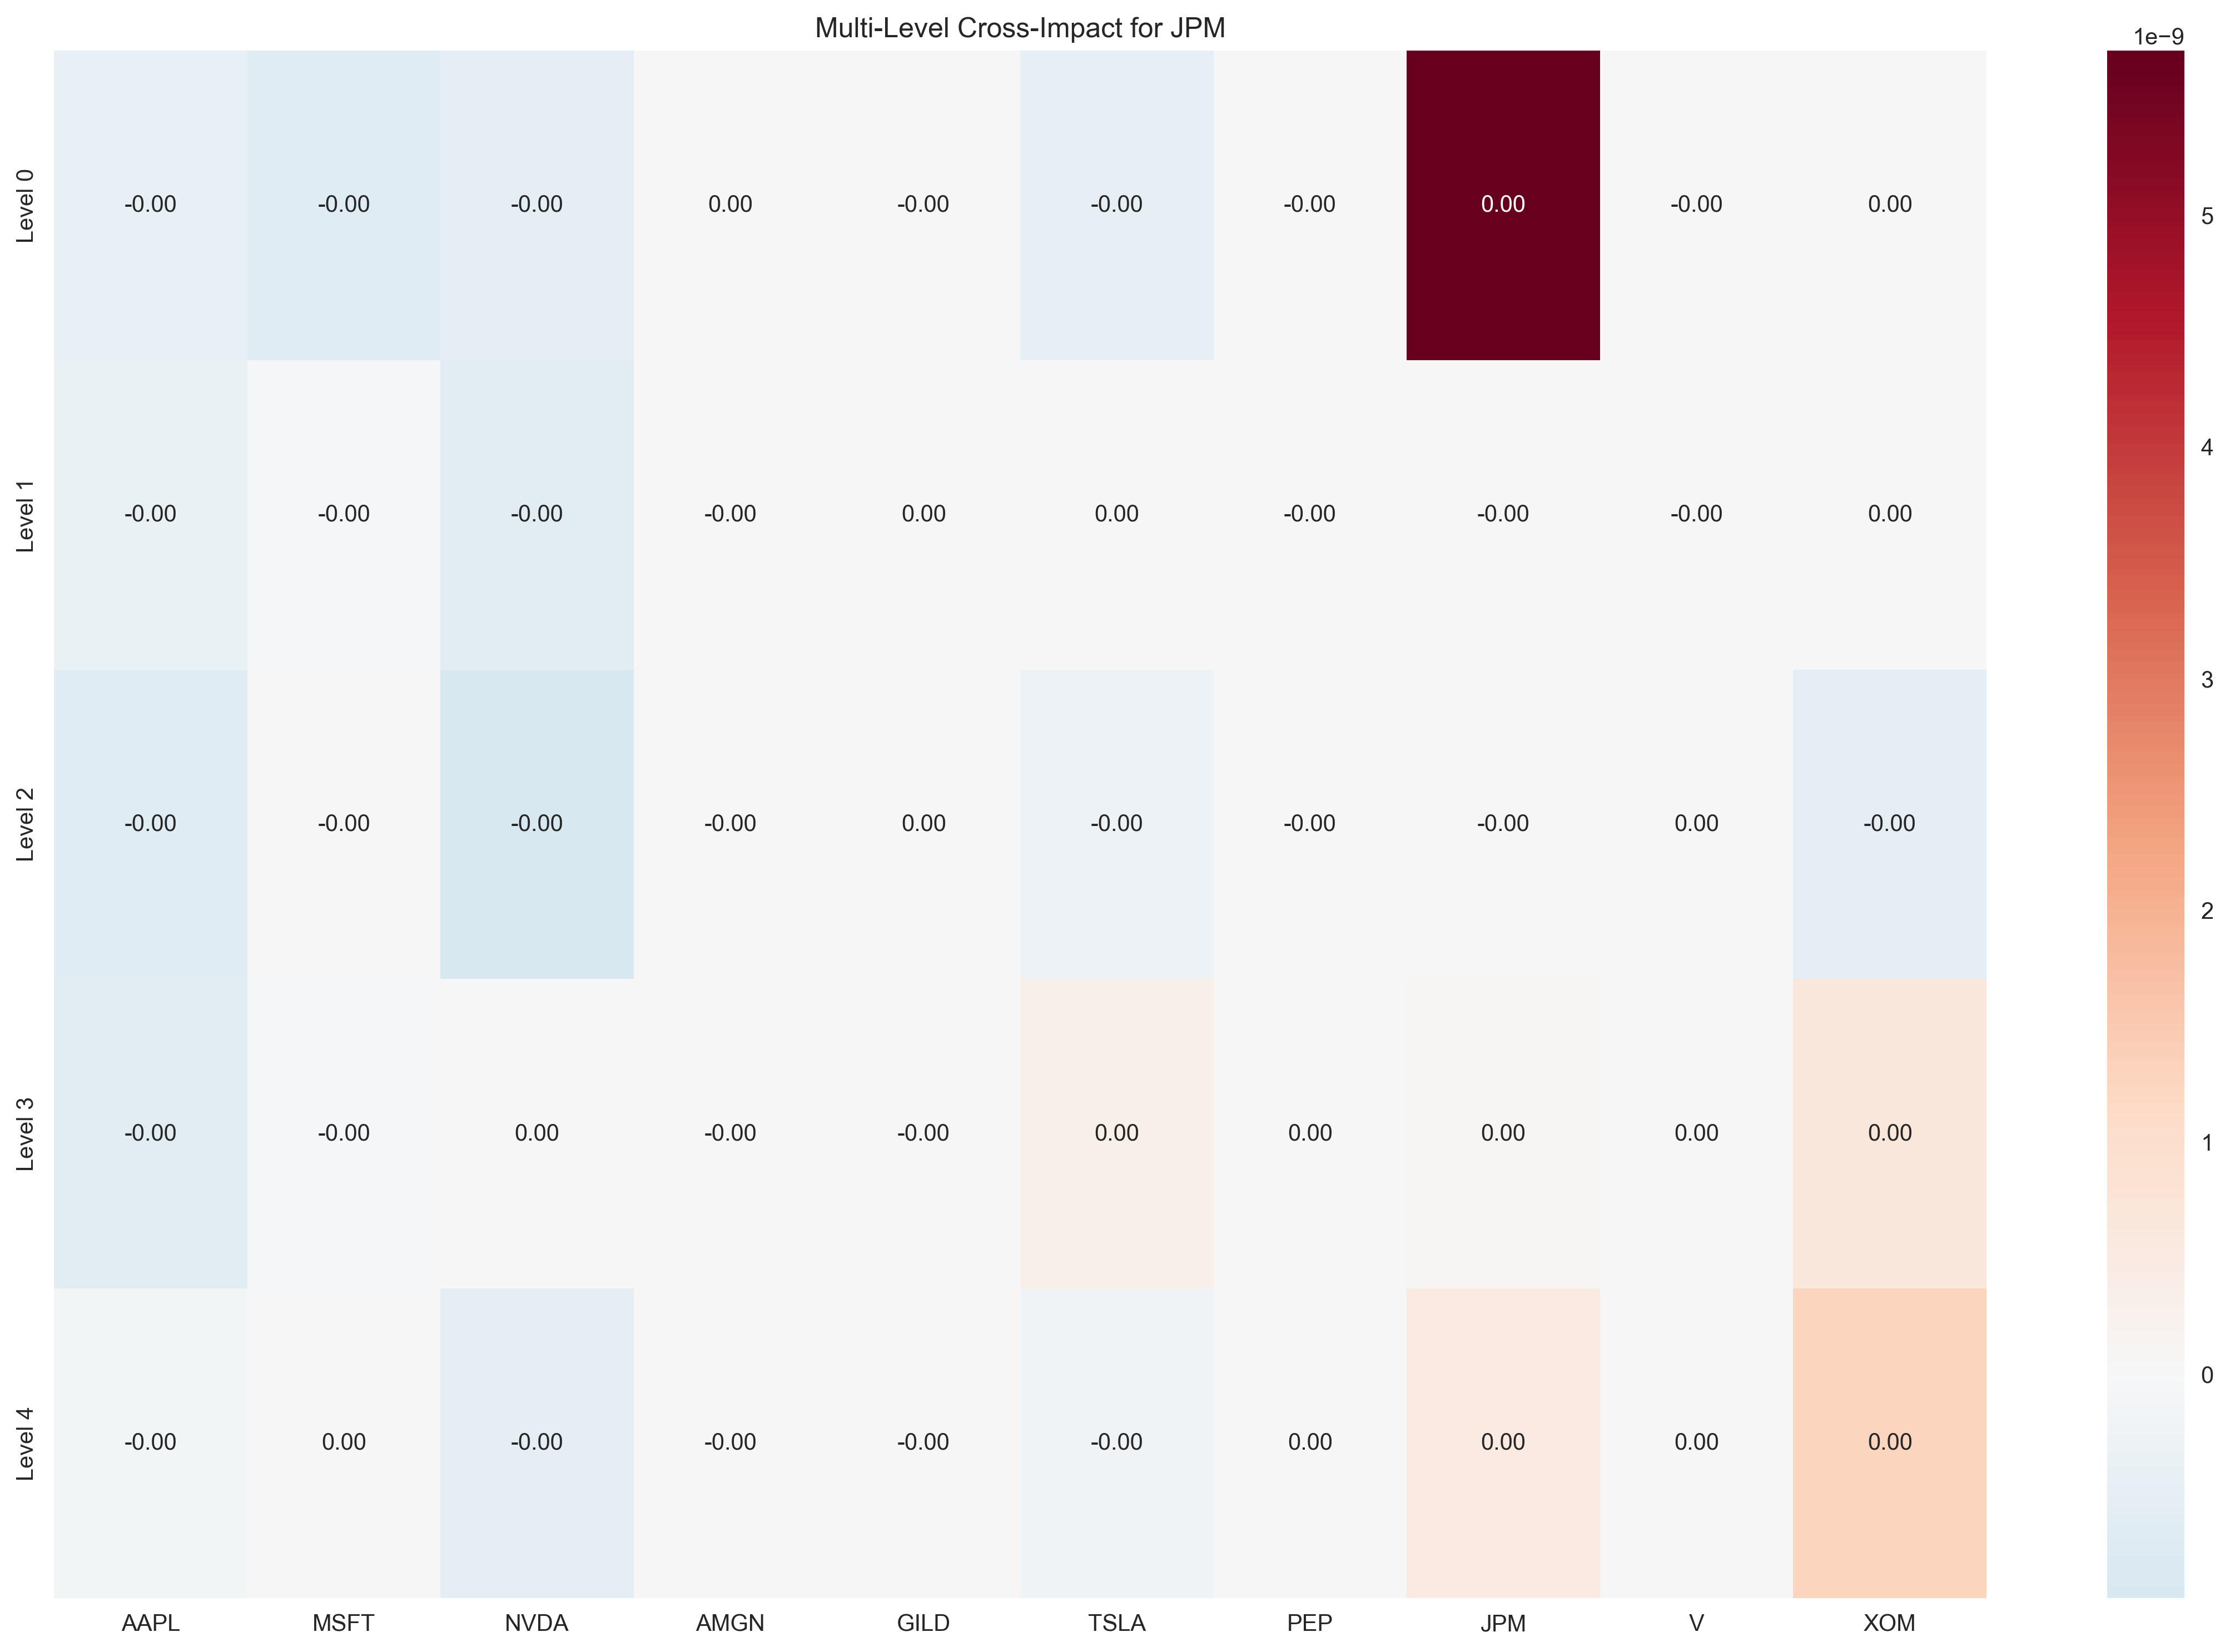 Multi-Level Cross-Impact for JPM
1e−9
Level 0 -0.00 -0.00 -0.00 0.00 -0.00 -0.00 -0.00 0.00 -0.00 0.00
5
4
Level 1 -0.00 -0.00 -0.00 -0.00 0.00 0.00 -0.00 -0.00 -0.00 0.00
3
Level 2 -0.00 -0.00 -0.00 -0.00 0.00 -0.00 -0.00 -0.00 0.00 -0.00
2
Level 3 -0.00 -0.00 0.00 -0.00 -0.00 0.00 0.00 0.00 0.00 0.00
1
0
Level 4 -0.00 0.00 -0.00 -0.00 -0.00 -0.00 0.00 0.00 0.00 0.00
AAPL MSFT NVDA AMGN GILD TSLA PEP JPM V XOM